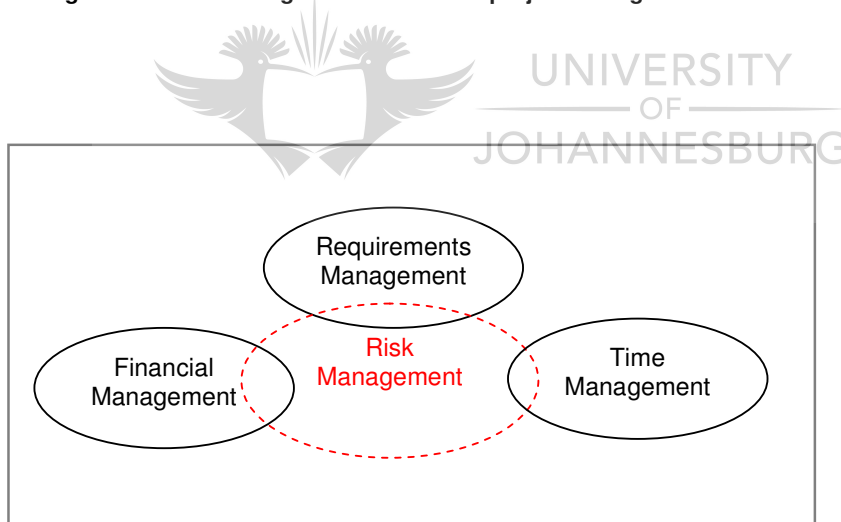 UNIVERSITY
OF
JOHANNESBURG
Requirements
Management
Risk
Management
Financial
Management
Time
Management